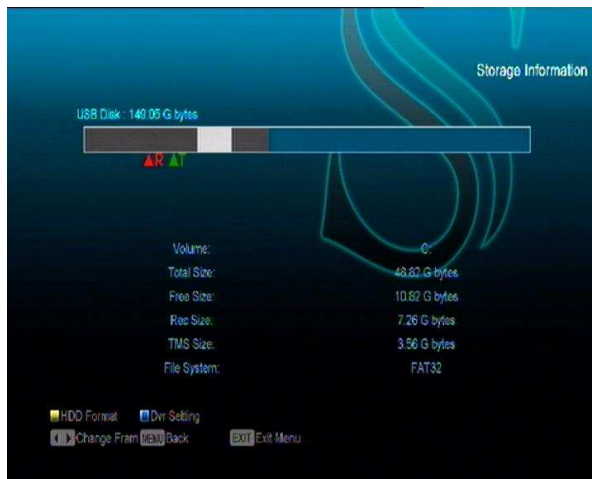 Storage Information
USB Disk : 149.05 G bytes
R T
Volume: C:
Total Size: 48.82 G bytes
Free Size: 10.82 G bytes
Rec Size: 7.26 G bytes
TMS Size: 3.56 G bytes
File System: FAT32
HDD Format Dvr Setting
Change Fram MENU Back EXIT Exit Menu